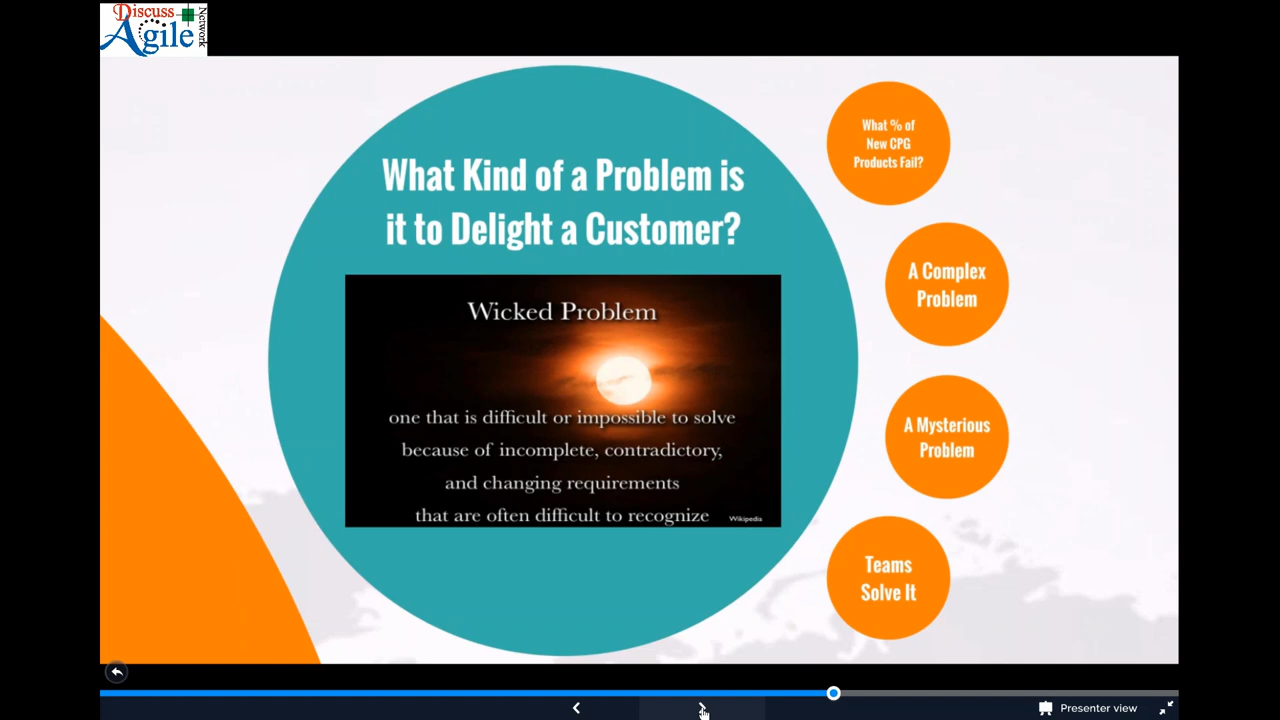 Discuss
Agile
Network
What Kind of a Problem is
it to Delight a Customer?
Wicked Problem
one that is difficult or impossible to solve
because of incomplete, contradictory,
and changing requirements
that are often difficult to recognize
Wikipedia
What % of
New CPG
Products Fail?
A Complex
Problem
A Mysterious
Problem
Teams
Solve It
Presenter view